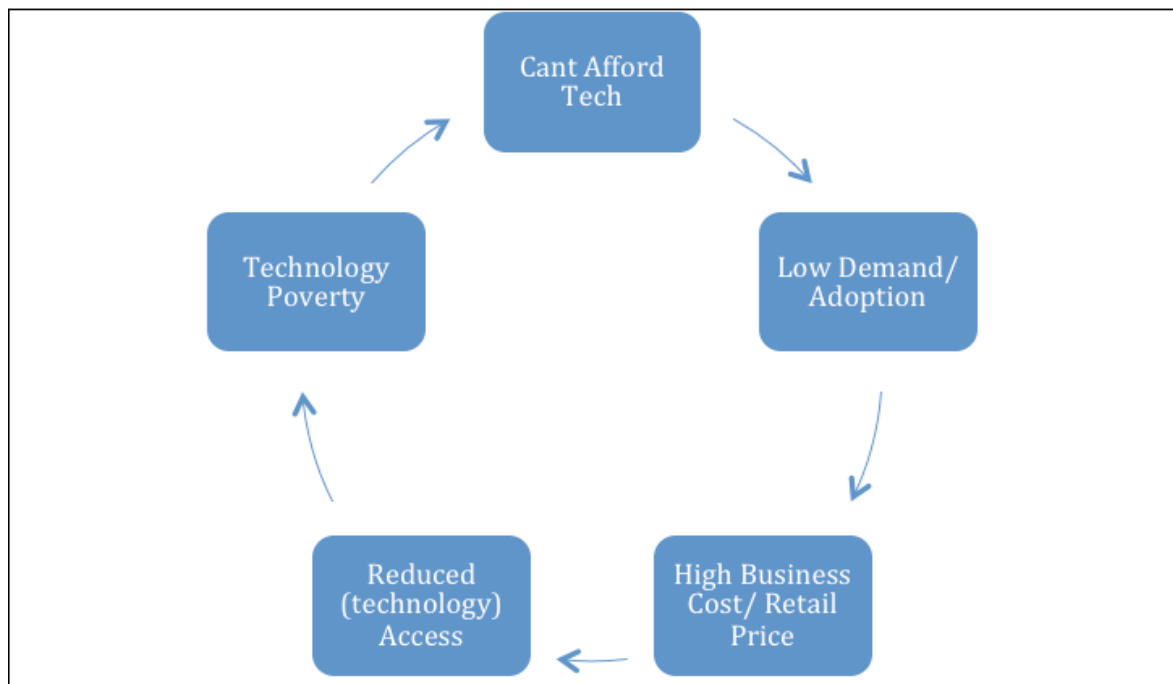 Cant Afford
Tech
Low Demand/
Adoption
High Business
Cost/ Retail
Price
Reduced
(technology)
Access
Technology
Poverty